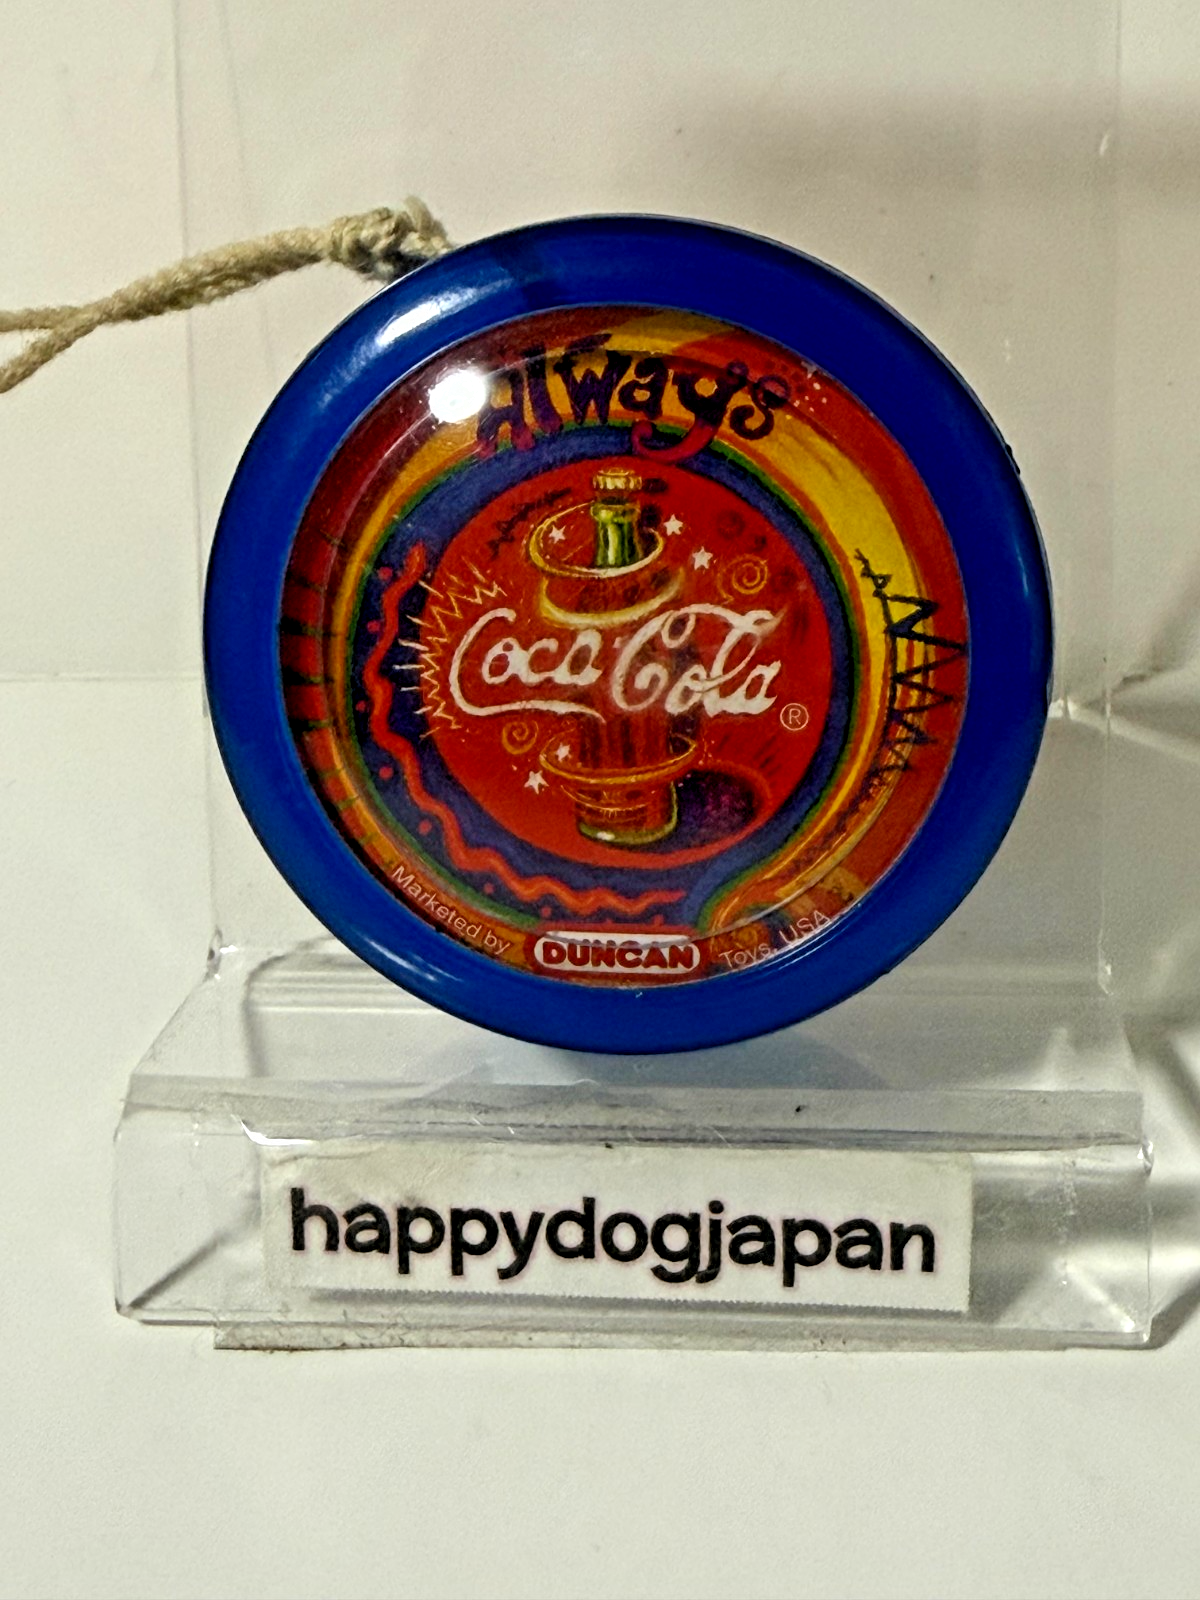 Always
Coca-Cola ®
Marketed by DUNCAN Toys, USA
happydogjapan